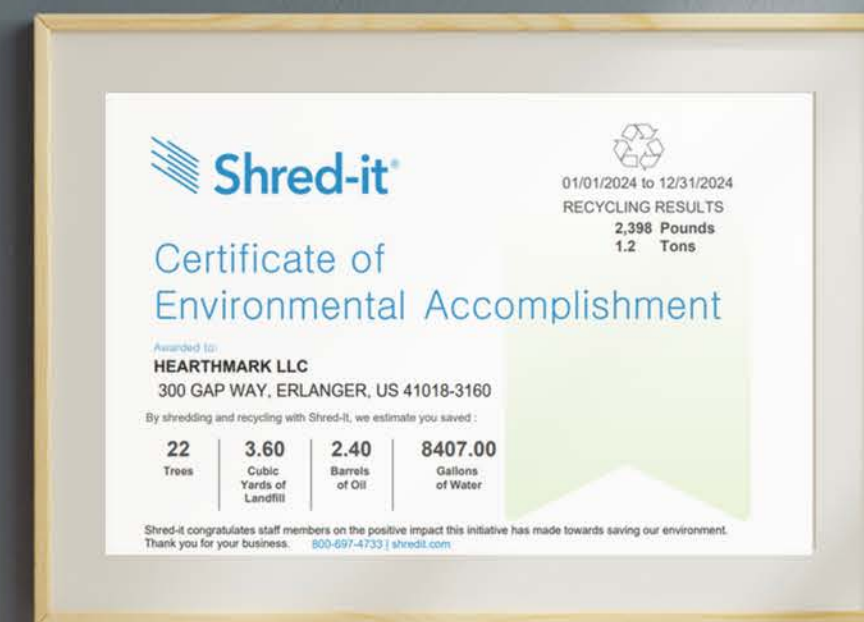 Shred-it®
01/01/2024 to 12/31/2024
RECYCLING RESULTS
2,398 Pounds
1.2 Tons
Certificate of
Environmental Accomplishment
Awarded to:
HEARTHMARK LLC
300 GAP WAY, ERLANGER, US 41018-3160
By shredding and recycling with Shred-It, we estimate you saved :
22 3.60 2.40 8407.00
Trees Cubic Barrels Gallons
Yards of of Oil of Water
Landfill
Shred-it congratulates staff members on the positive impact this initiative has made towards saving our environment.
Thank you for your business. 800-697-4733 | shredit.com